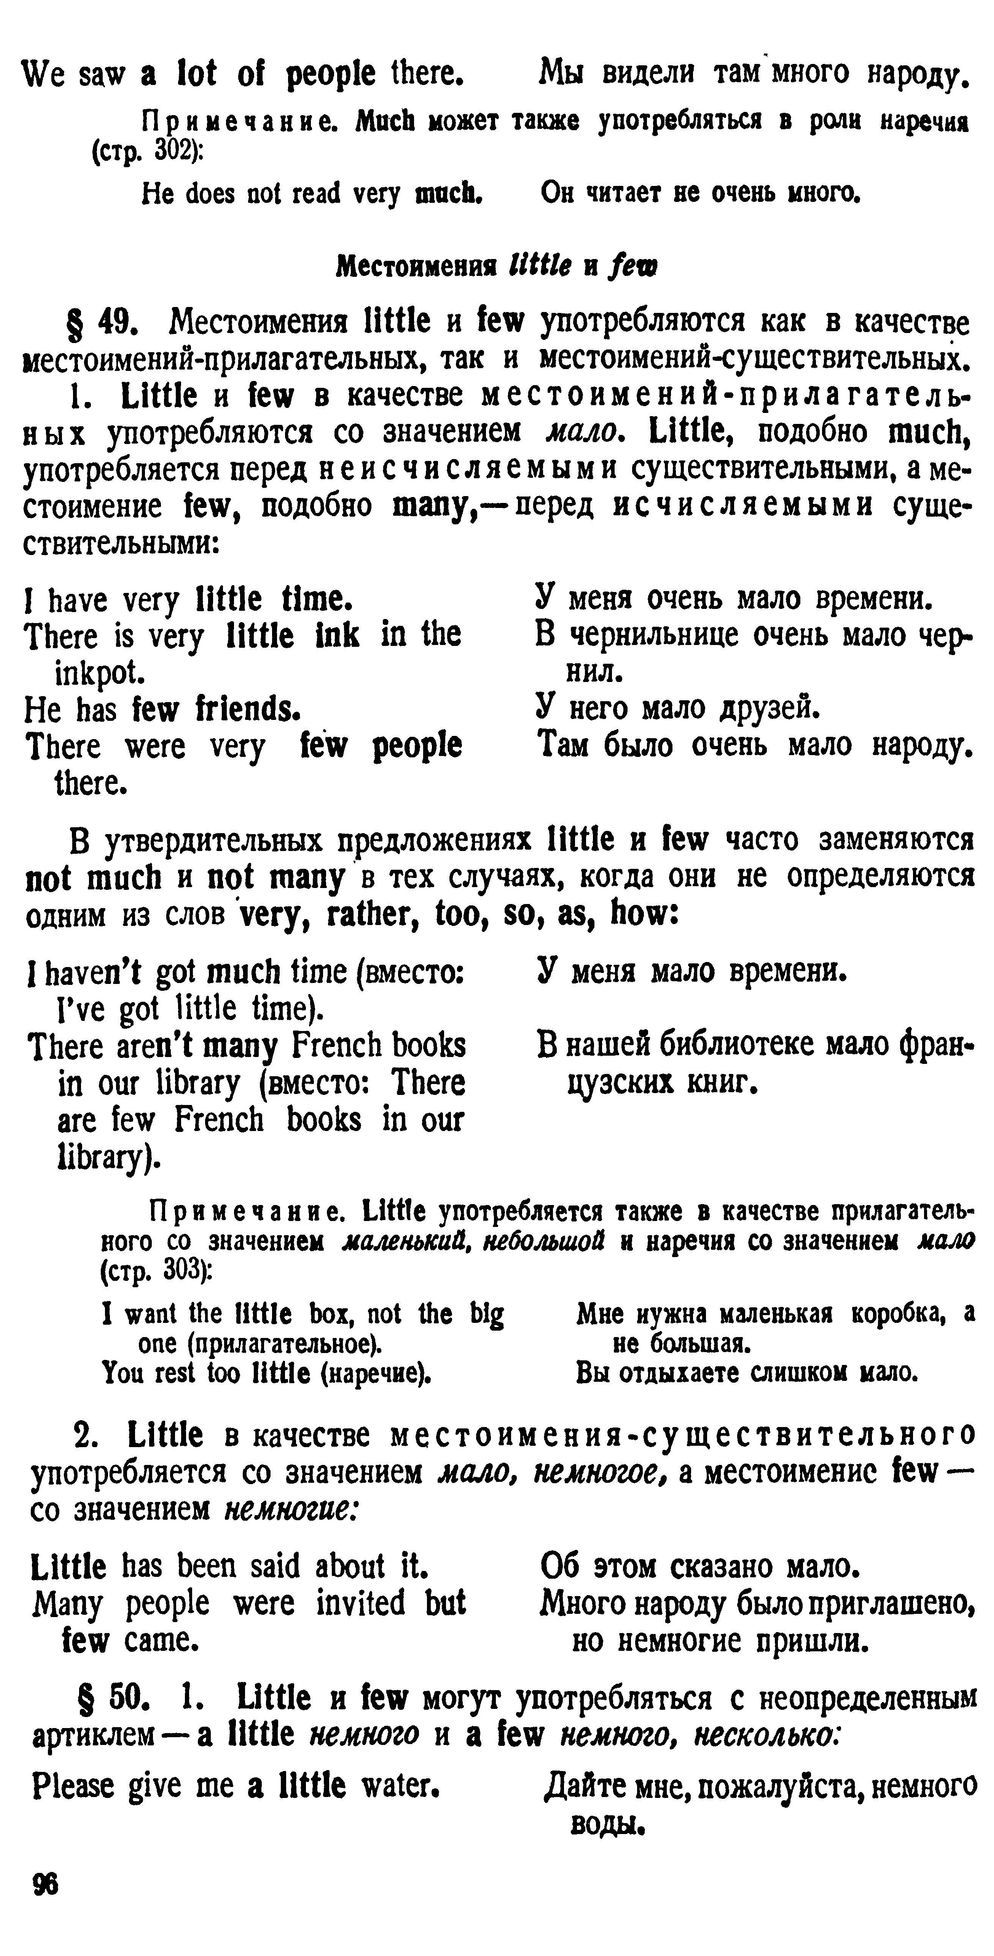 We saw a lot of people there. Мы видели там много народу.
Примечание. Much может также употребляться в роли наречия
(стр. 302):
He does not read very much. Он читает не очень много.
Местоимения little и few
§ 49. Местоимения little и few употребляются как в качестве
местоимений-прилагательных, так и местоимений-существительных.
1. Little и few в качестве местоимений-прилагатель-
ных употребляются со значением мало. Little, подобно much,
употребляется перед неисчисляемыми существительными, а ме-
стоимение few, подобно many,— перед исчисляемыми суще-
ствительными:
I have very little time. У меня очень мало времени.
There is very little ink in the В чернильнице очень мало чер-
inkpot. нил.
He has few friends. У него мало друзей.
There were very few people Там было очень мало народу.
there.
В утвердительных предложениях little и few часто заменяются
not much и not many в тех случаях, когда они не определяются
одним из слов very, rather, too, so, as, how:
I haven't got much time (вместо: У меня мало времени.
I've got little time).
There aren't many French books В нашей библиотеке мало фран-
in our library (вместо: There цузских книг.
are few French books in our
library).
Примечание. Little употребляется также в качестве прилагатель-
ного со значением маленький, небольшой и наречия со значением мало
(стр. 303):
I want the little box, not the big Мне нужна маленькая коробка, а
one (прилагательное). не большая.
You rest too little (наречие). Вы отдыхаете слишком мало.
2. Little в качестве местоимения-существительного
употребляется со значением мало, немногое, а местоимение few —
со значением немногие:
Little has been said about it. Об этом сказано мало.
Many people were invited but Много народу было приглашено,
few came. но немногие пришли.
§ 50. 1. Little и few могут употребляться с неопределенным
артиклем — a little немного и a few немного, несколько:
Please give me a little water. Дайте мне, пожалуйста, немного
воды.
96